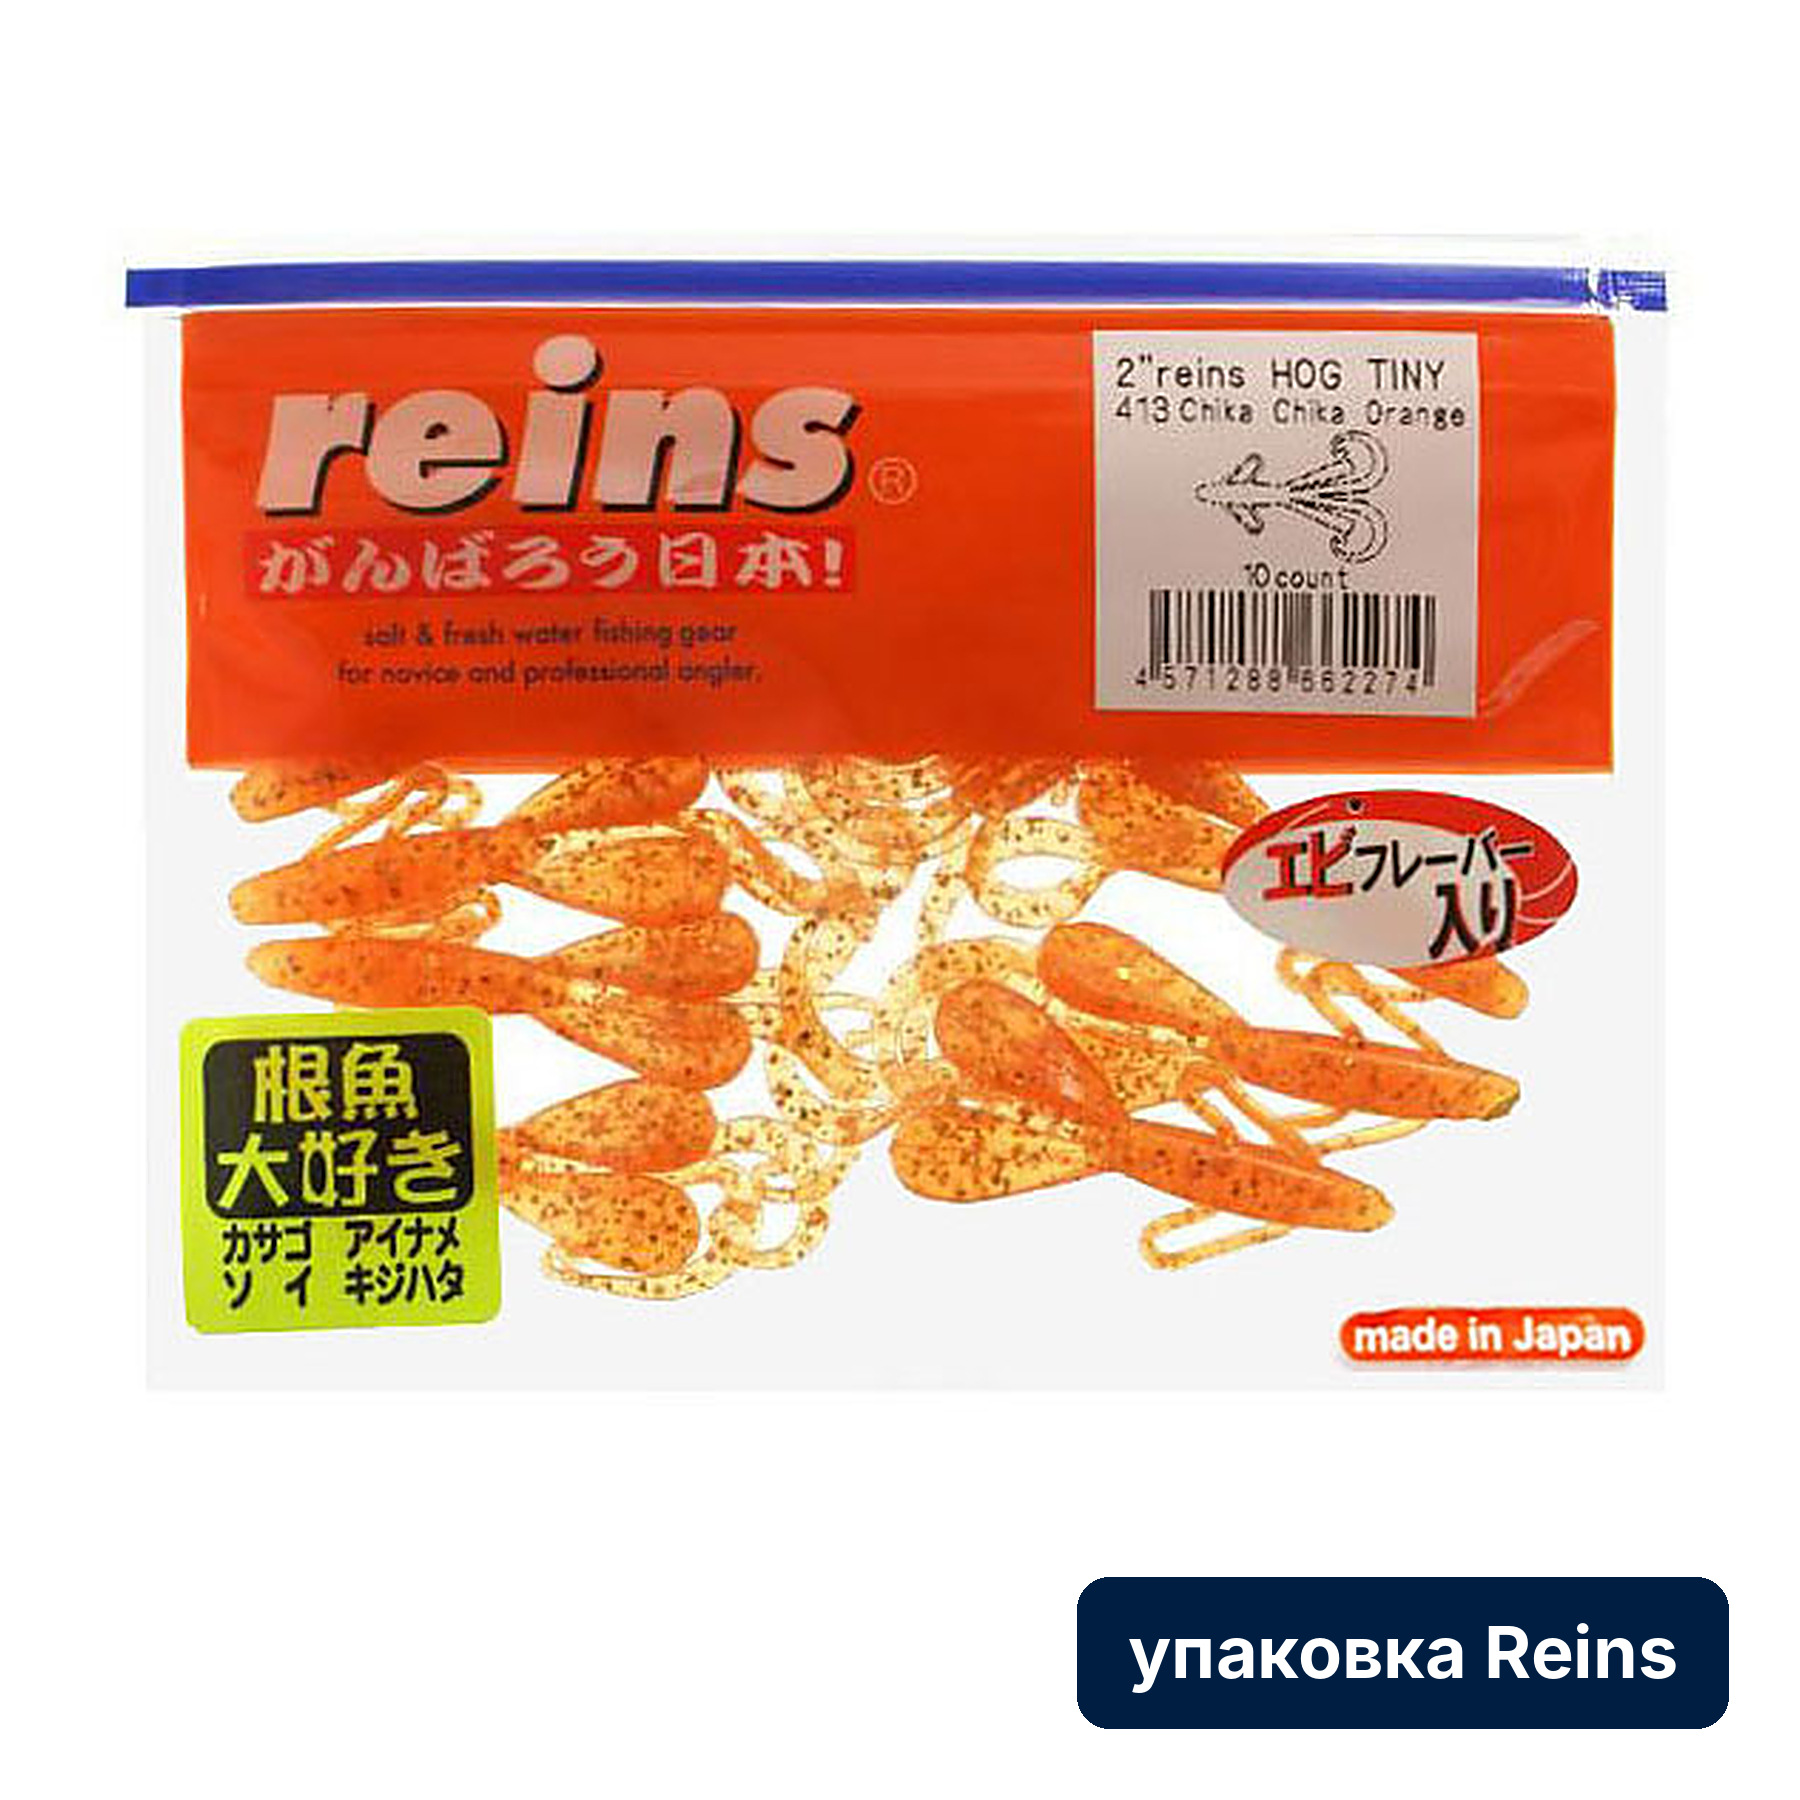 reins
®
がんばろう日本!
salt & fresh water fishing gear
for novice and professional angler.
2"reins HOG TINY
413 Chika Chika Orange
10 count
4 571288 662274
エビフレーバー
入り
根魚
大好き
カサゴ アイナメ
ソイ キジハタ
made in Japan
упаковка Reins